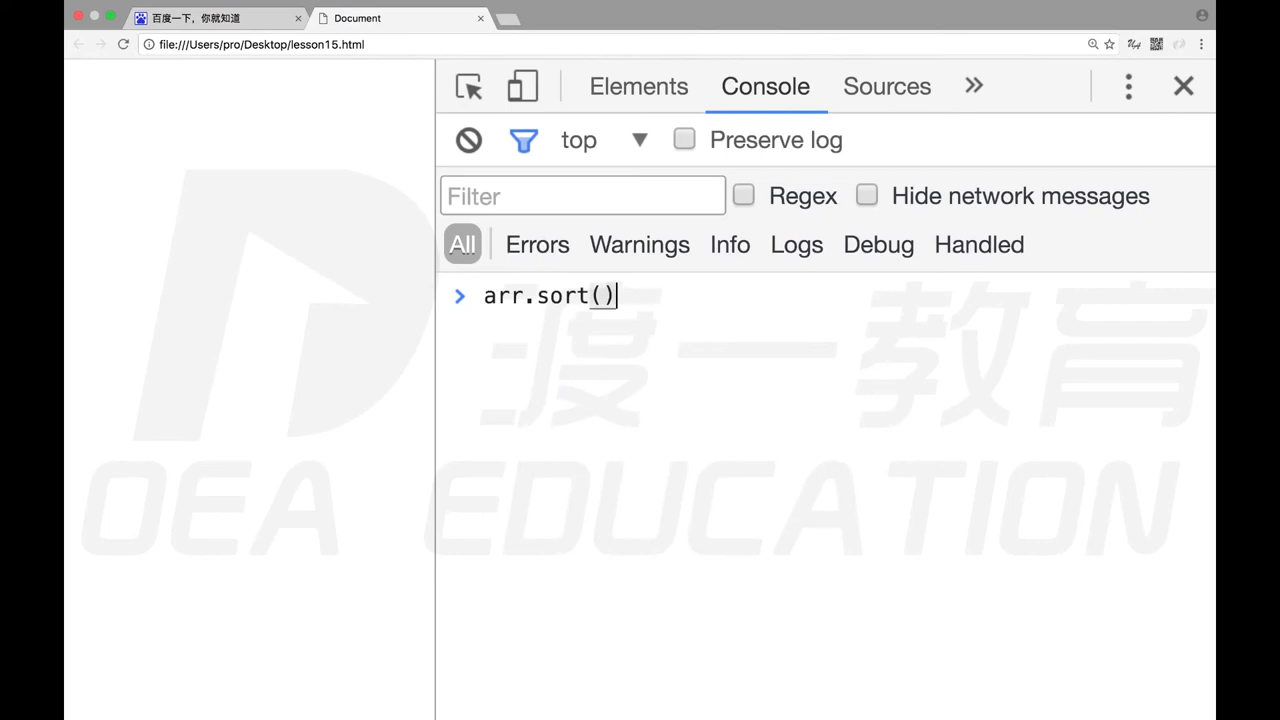 百度一下，你就知道
Document
file:///Users/pro/Desktop/lesson15.html
Elements Console Sources
top Preserve log
Filter Regex Hide network messages
All Errors Warnings Info Logs Debug Handled
> arr.sort()
渡一教育
OEA EDUCATION